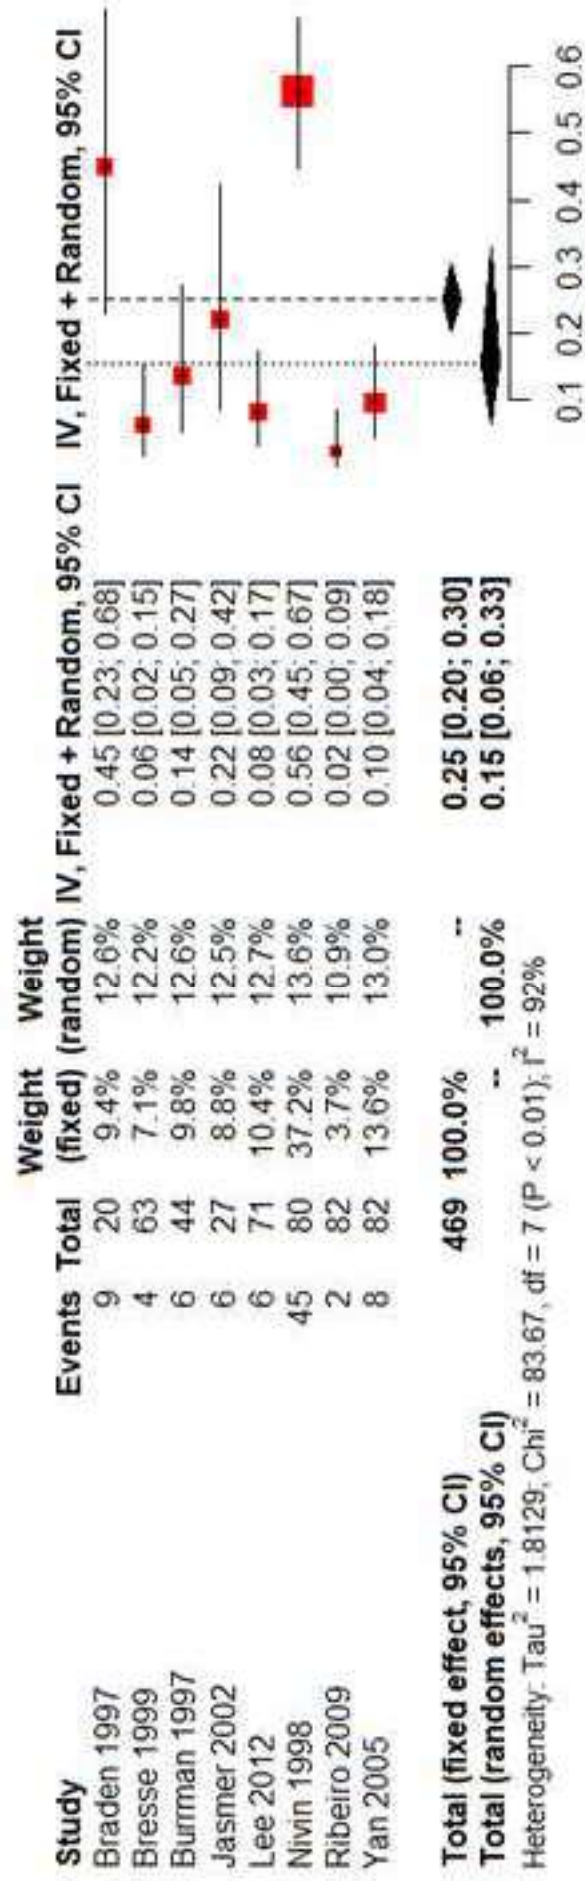 Weight Weight
Study Events Total (fixed) (random) IV, Fixed + Random, 95% CI IV, Fixed + Random, 95% CI
Braden 1997 9 20 9.4% 12.6% 0.45 [0.23; 0.68]
Bresse 1999 4 63 7.1% 12.2% 0.06 [0.02; 0.15]
Burrman 1997 6 44 9.8% 12.6% 0.14 [0.05; 0.27]
Jasmer 2002 6 27 8.8% 12.5% 0.22 [0.09; 0.42]
Lee 2012 6 71 10.4% 12.7% 0.08 [0.03; 0.17]
Nivin 1998 45 80 37.2% 13.6% 0.56 [0.45; 0.67]
Ribeiro 2009 2 82 3.7% 10.9% 0.02 [0.00; 0.09]
Yan 2005 8 82 13.6% 13.0% 0.10 [0.04; 0.18]
Total (fixed effect, 95% CI) 469 100.0% -- 0.25 [0.20; 0.30]
Total (random effects, 95% CI) -- 100.0% 0.15 [0.06; 0.33]
Heterogeneity: Tau² = 1.8129; Chi² = 83.67, df = 7 (P < 0.01); I² = 92%
0.1 0.2 0.3 0.4 0.5 0.6